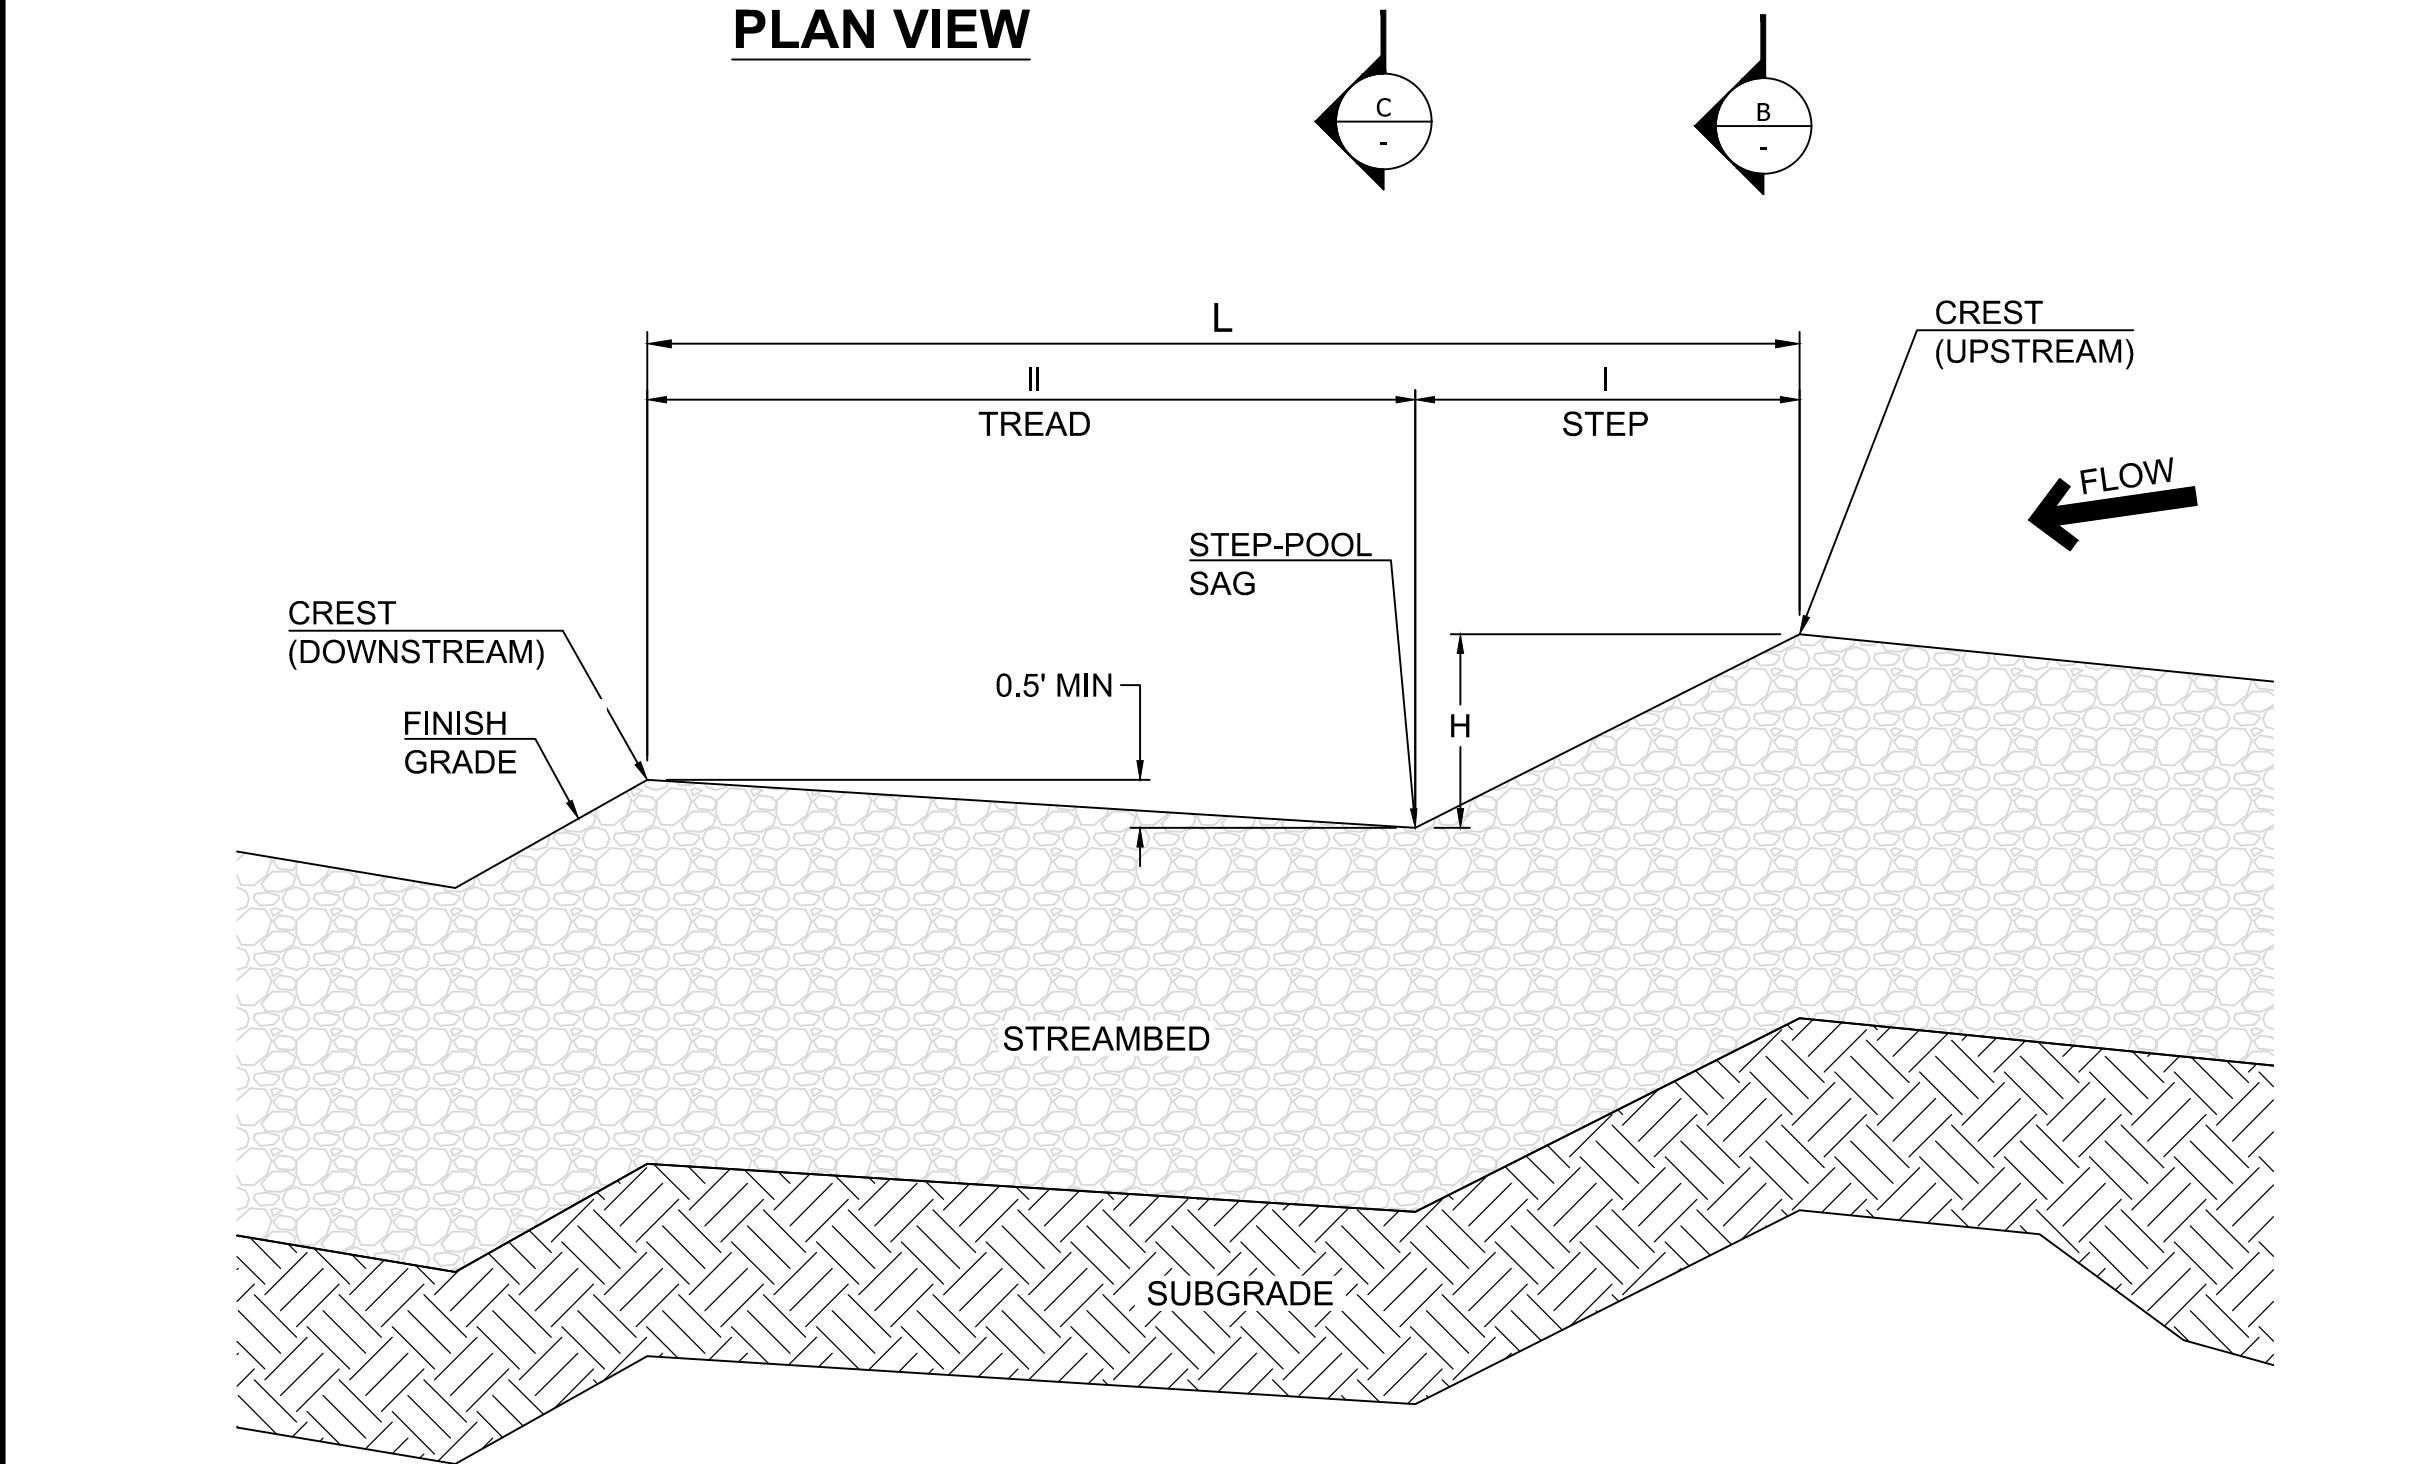 PLAN VIEW
C
-
B
-
L
II
TREAD
I
STEP
CREST
(UPSTREAM)
FLOW
STEP-POOL
SAG
CREST
(DOWNSTREAM)
0.5' MIN
H
FINISH
GRADE
STREAMBED
SUBGRADE